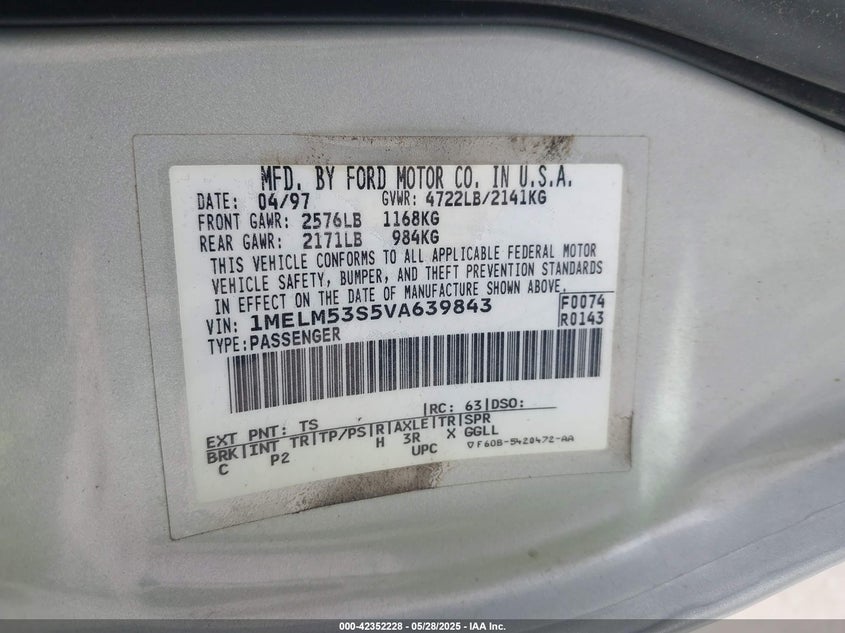 MFD. BY FORD MOTOR CO. IN U.S.A.
DATE: 04/97 GVWR: 4722LB/2141KG
FRONT GAWR: 2576LB 1168KG
REAR GAWR: 2171LB 984KG
THIS VEHICLE CONFORMS TO ALL APPLICABLE FEDERAL MOTOR
VEHICLE SAFETY, BUMPER, AND THEFT PREVENTION STANDARDS
IN EFFECT ON THE DATE OF MANUFACTURE SHOWN ABOVE.
VIN: 1MELM53S5VA639843 F0074
TYPE:PASSENGER R0143
EXT PNT: TS RC: 63 DSO:
BRK|INT TR|TP/PS|R|AXLE|TR|SPR
C P2 H 3R X GGLL
UPC ▽F60B-5420472-AA
000-42352228 - 05/28/2025 - IAA Inc.